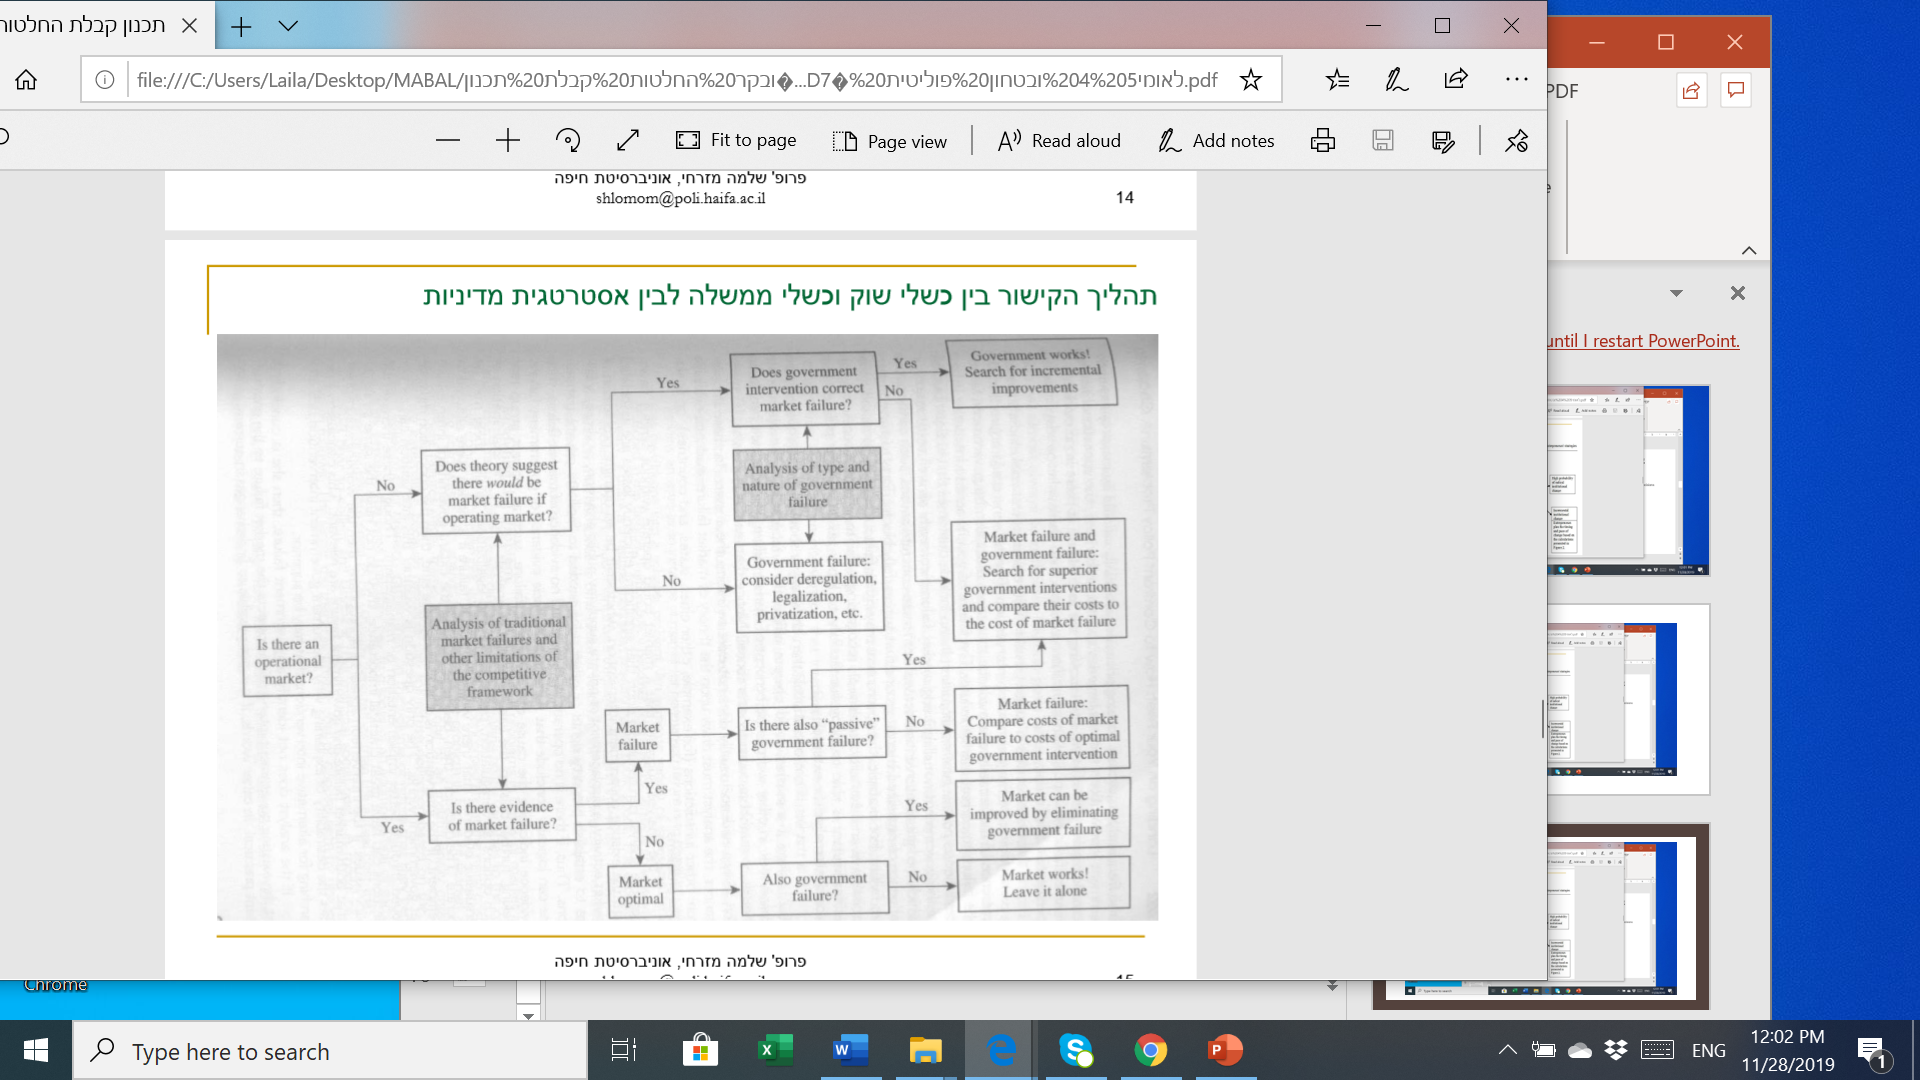 תכנון קבלת החלטות
file:///C:/Users/Laila/Desktop/MABAL/תכנון%20קבלת%20החלטות%20ובקר�...D7�%20פוליטית%20ובטחון%204%205לאומי.pdf
Fit to page
Page view
Read aloud
Add notes
PDF
פרופ' שלמה מזרחי, אוניברסיטת חיפה
shlomom@poli.haifa.ac.il
14
תהליך הקישור בין כשלי שוק וכשלי ממשלה לבין אסטרטגית מדיניות
Is there an
operational
market?
No
Yes
Does theory suggest
there would be
market failure if
operating market?
Analysis of traditional
market failures and
other limitations of
the competitive
framework
Is there evidence
of market failure?
Yes
No
Yes
No
Market
failure
Market
optimal
Does government
intervention correct
market failure?
Analysis of type and
nature of government
failure
Government failure:
consider deregulation,
legalization,
privatization, etc.
Is there also “passive”
government failure?
Also government
failure?
Yes
No
Yes
No
Yes
No
Government works!
Search for incremental
improvements
Market failure and
government failure:
Search for superior
government interventions
and compare their costs to
the cost of market failure
Market failure:
Compare costs of market
failure to costs of optimal
government intervention
Market can be
improved by eliminating
government failure
Market works!
Leave it alone
פרופ' שלמה מזרחי, אוניברסיטת חיפה
until I restart PowerPoint.
Chrome
Type here to search
ENG
12:02 PM
11/28/2019
1